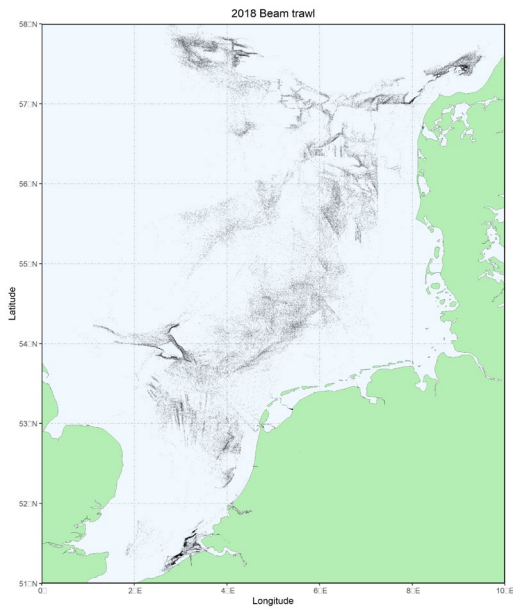 2018 Beam trawl
58□N
57□N
56□N
55□N
54□N
53□N
52□N
51□N
Latitude
0□
2□E
4□E
6□E
8□E
10□E
Longitude